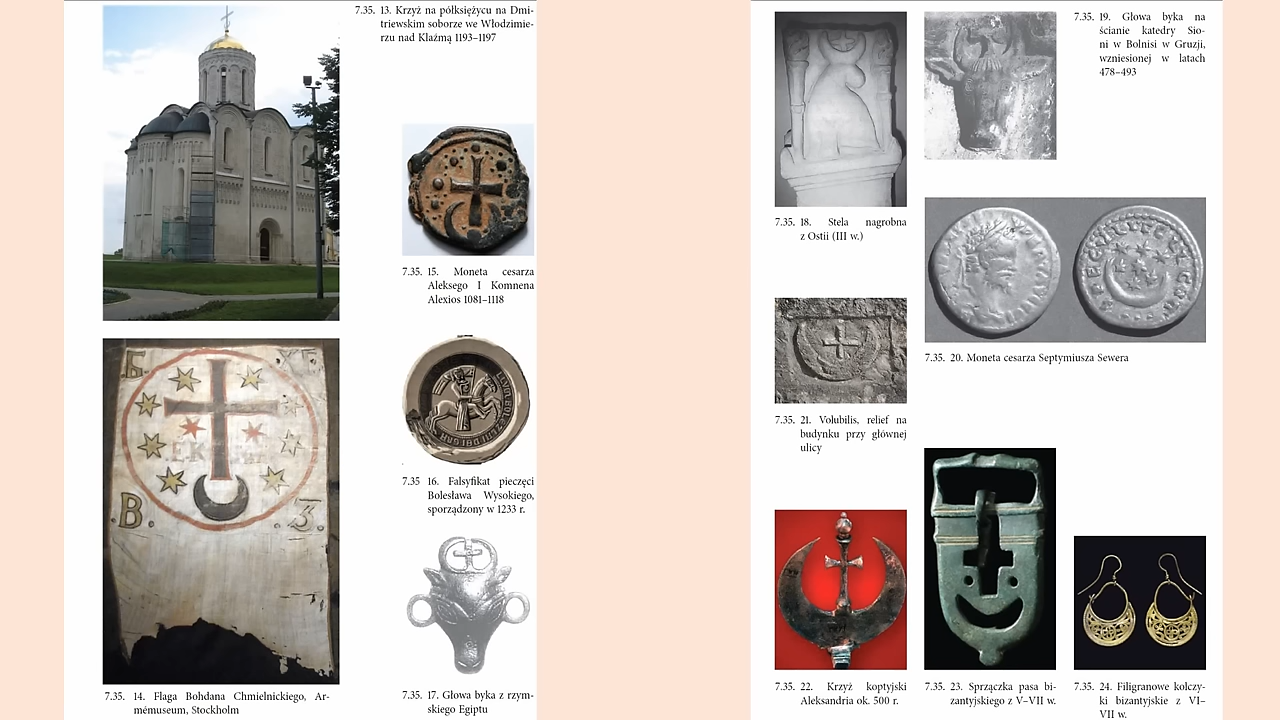 7.35. 13. Krzyż na półksiężycu na Dmi-
triewskim soborze we Włodzimie-
rzu nad Klaźmą 1193–1197
7.35. 15. Moneta cesarza
Aleksego I Komnena
Alexios 1081–1118
Б.
Х
В.
З.
7.35 16. Falsyfikat pieczęci
Bolesława Wysokiego,
sporządzony w 1233 r.
7.35. 14. Flaga Bohdana Chmielnickiego, Ar-
mémuseum, Stockholm
7.35. 17. Głowa byka z rzym-
skiego Egiptu
7.35. 18. Stela nagrobna
z Ostii (III w.)
7.35. 19. Głowa byka na
ścianie katedry Sio-
ni w Bolnisi w Gruzji,
wzniesionej w latach
478–493
7.35. 20. Moneta cesarza Septymiusza Sewera
7.35. 21. Volubilis, relief na
budynku przy głównej
ulicy
7.35. 22. Krzyż koptyjski
Aleksandria ok. 500 r.
7.35. 23. Sprzączka pasa bi-
zantyjskiego z V–VII w.
7.35. 24. Filigranowe kolczy-
ki bizantyjskie z VI–
VII w.